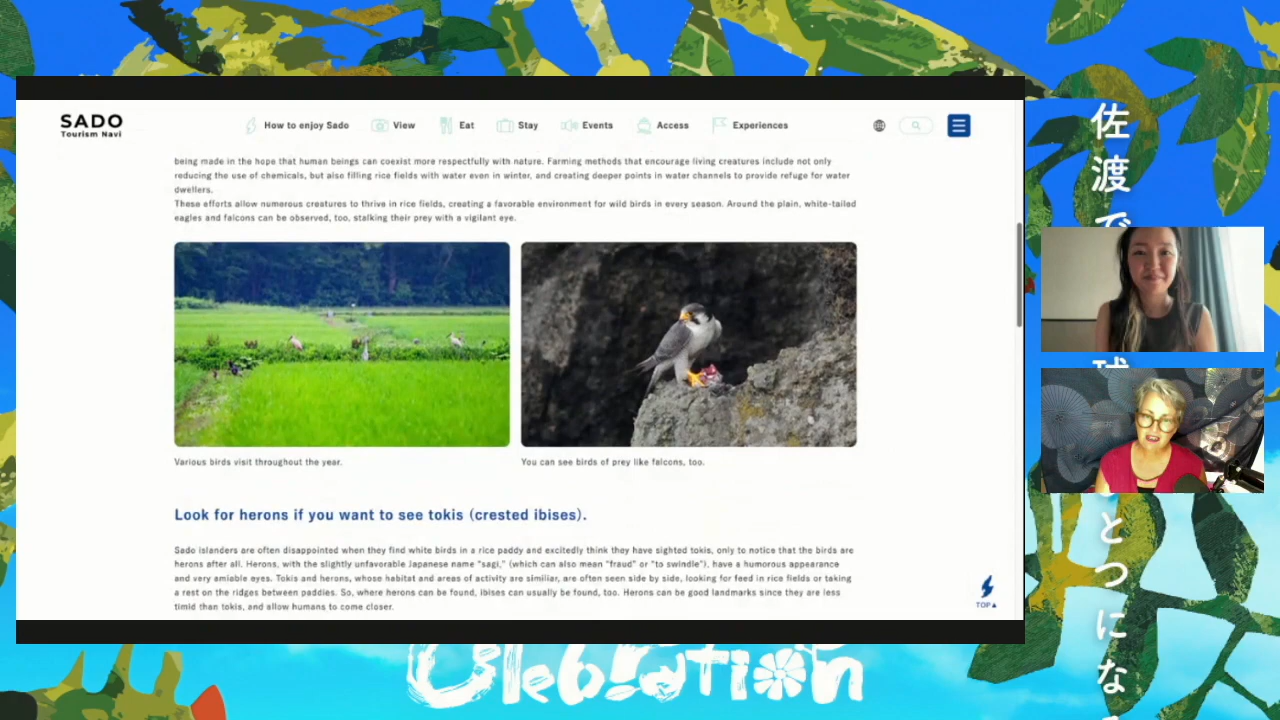 SADO
Tourism Navi
How to enjoy Sado
View
Eat
Stay
Events
Access
Experiences
being made in the hope that human beings can coexist more respectfully with nature. Farming methods that encourage living creatures include not only
reducing the use of chemicals, but also filling rice fields with water even in winter, and creating deeper points in water channels to provide refuge for water
dwellers.
These efforts allow numerous creatures to thrive in rice fields, creating a favorable environment for wild birds in every season. Around the plain, white-tailed
eagles and falcons can be observed, too, stalking their prey with a vigilant eye.
Various birds visit throughout the year.
You can see birds of prey like falcons, too.
Look for herons if you want to see tokis (crested ibises).
Sado islanders are often disappointed when they find white birds in a rice paddy and excitedly think they have sighted tokis, only to notice that the birds are
herons after all. Herons, with the slightly unfavorable Japanese name "sagi," (which can also mean "fraud" or "to swindle"), have a humorous appearance
and very amiable eyes. Tokis and herons, whose habitat and areas of activity are similiar, are often seen side by side, looking for feed in rice fields or taking
a rest on the ridges between paddies. So, where herons can be found, ibises can usually be found, too. Herons can be good landmarks since they are less
timid than tokis, and allow humans to come closer.
TOP▲
佐渡で
球
とつにな
Celebration